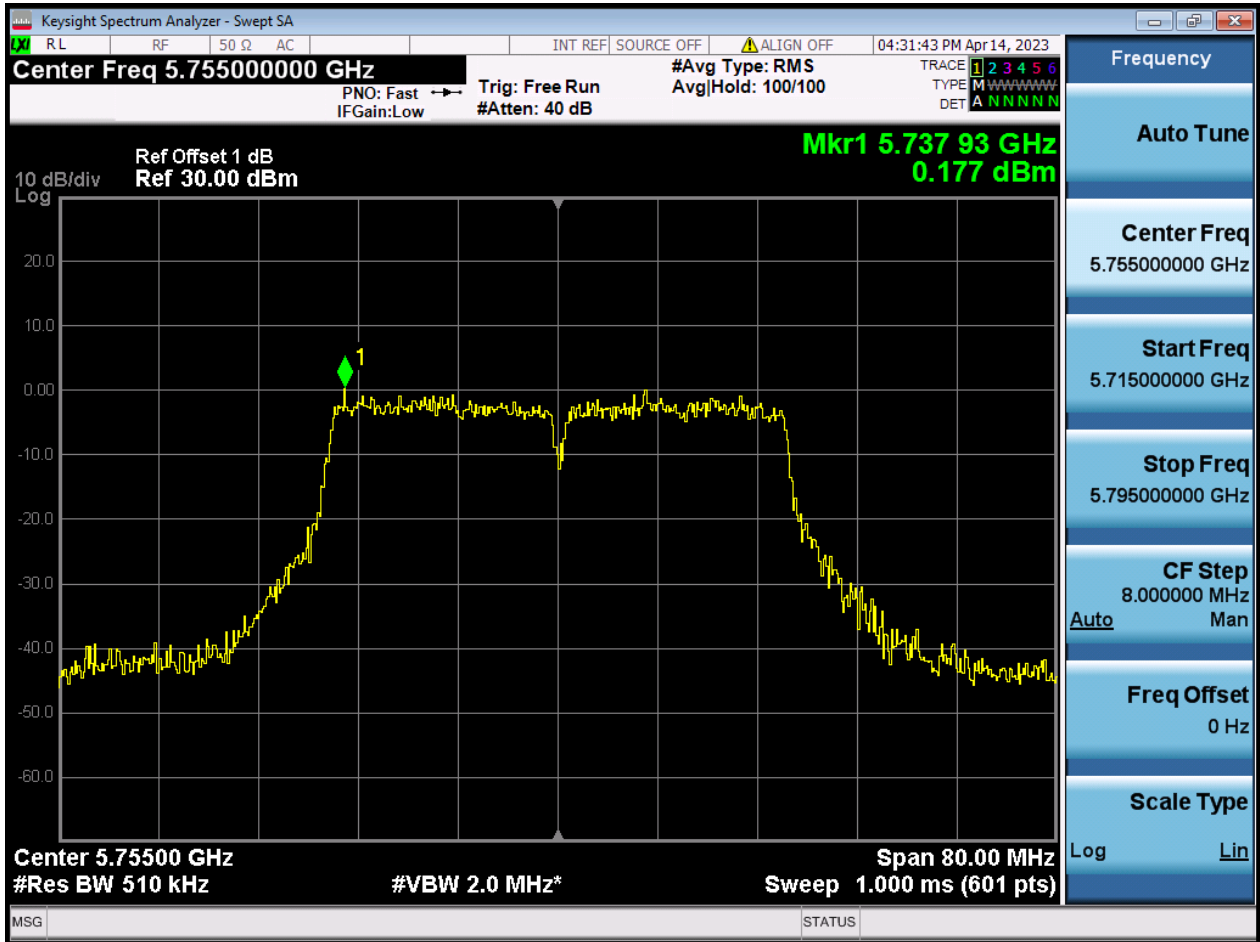 Keysight Spectrum Analyzer - Swept SA
LXI RL RF 50 Ω AC INT REF SOURCE OFF ALIGN OFF 04:31:43 PM Apr 14, 2023
Center Freq 5.755000000 GHz
PNO: Fast
IFGain:Low
Trig: Free Run
#Atten: 40 dB
#Avg Type: RMS
Avg|Hold: 100/100
TRACE 1 2 3 4 5 6
TYPE M W W W W W
DET A N N N N N
Frequency
Mkr1 5.737 93 GHz
0.177 dBm
Ref Offset 1 dB
10 dB/div Ref 30.00 dBm
Log
20.0
10.0
0.00
-10.0
-20.0
-30.0
-40.0
-50.0
-60.0
1
Center 5.75500 GHz
Span 80.00 MHz
#Res BW 510 kHz
#VBW 2.0 MHz*
Sweep 1.000 ms (601 pts)
Auto Tune
Center Freq
5.755000000 GHz
Start Freq
5.715000000 GHz
Stop Freq
5.795000000 GHz
CF Step
8.000000 MHz
Auto Man
Freq Offset
0 Hz
Scale Type
Log Lin
MSG
STATUS